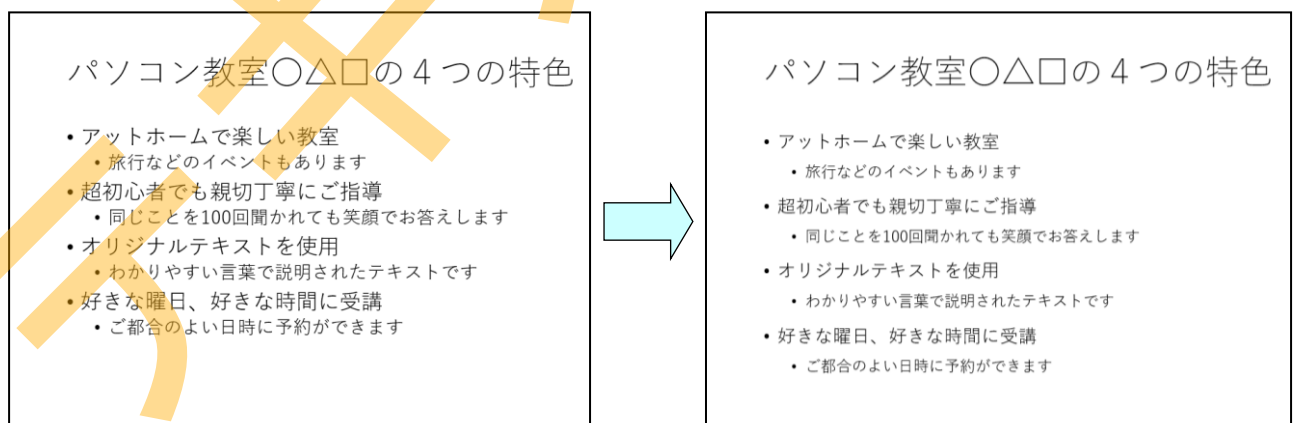 パソコン教室〇△□の４つの特色
• アットホームで楽しい教室
• 旅行などのイベントもあります
• 超初心者でも親切丁寧にご指導
• 同じことを100回聞かれても笑顔でお答えします
• オリジナルテキストを使用
• わかりやすい言葉で説明されたテキストです
• 好きな曜日、好きな時間に受講
• ご都合のよい日時に予約ができます
パソコン教室〇△□の４つの特色
• アットホームで楽しい教室
• 旅行などのイベントもあります
• 超初心者でも親切丁寧にご指導
• 同じことを100回聞かれても笑顔でお答えします
• オリジナルテキストを使用
• わかりやすい言葉で説明されたテキストです
• 好きな曜日、好きな時間に受講
• ご都合のよい日時に予約ができます